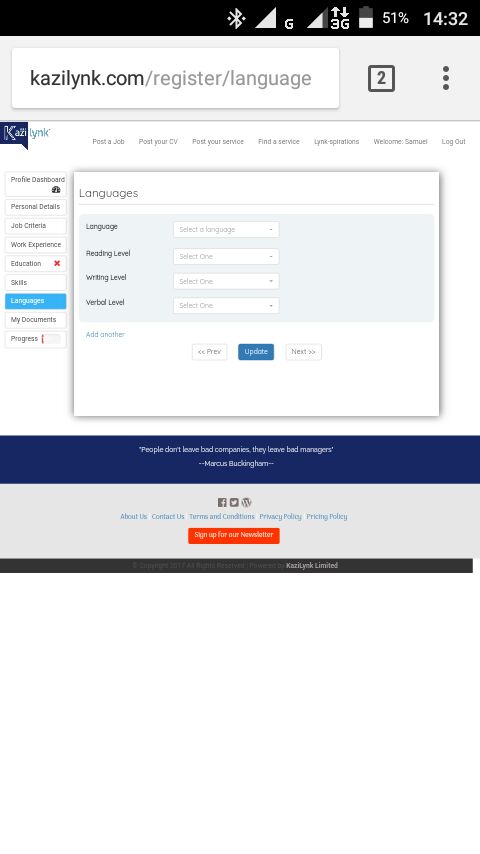 G 3G 51% 14:32
kazilynk.com/register/language 2
Kazilynk
Post a Job Post your CV Post your service Find a service Lynk-spirations Welcome: Samuel Log Out
Profile Dashboard
Personal Details
Job Criteria
Work Experience
Education
Skills
Languages
My Documents
Progress
Languages
Language Select a language
Reading Level Select One
Writing Level Select One
Verbal Level Select One
Add another
<< Prev Update Next >>
"People don't leave bad companies, they leave bad managers"
--Marcus Buckingham--
About Us Contact Us Terms and Conditions Privacy Policy Pricing Policy
Sign up for our Newsletter
© Copyright 2017 All Rights Reserved | Powered by KaziLynk Limited